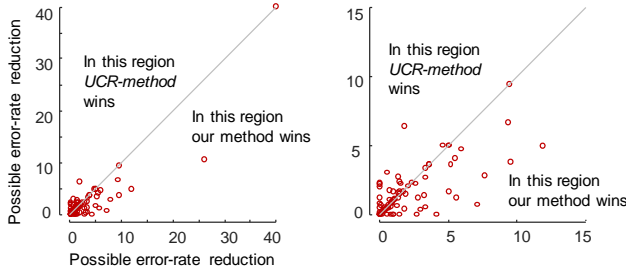 Possible error-rate
reduction
40
30
20
10
0
In this region
UCR-method
wins
In this region
our method wins
0
10
20
30
40
Possible error-rate reduction
15
10
5
0
In this region
UCR-method
wins
In this region
our method wins
0
5
10
15